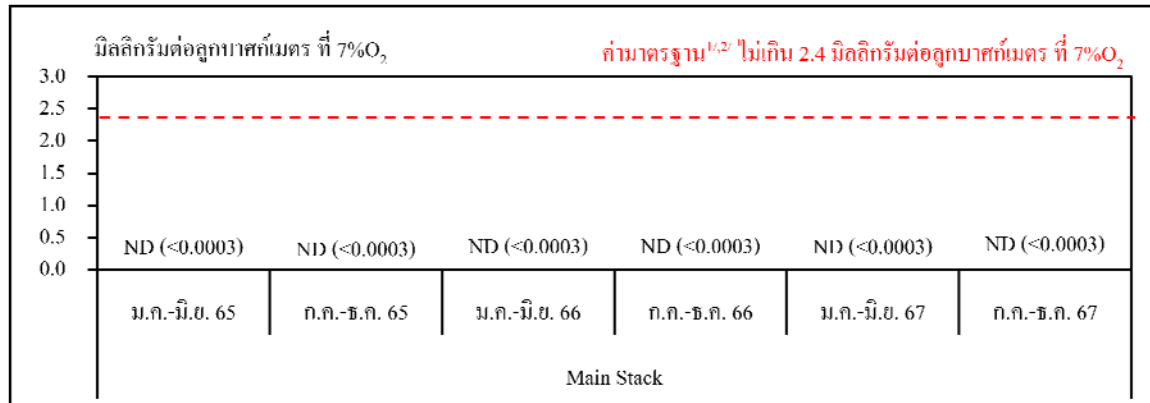 มิลลิกรัมต่อลูกบาศก์เมตร ที่ 7%O2
ค่ามาตรฐาน1/,2/ ไม่เกิน 2.4 มิลลิกรัมต่อลูกบาศก์เมตร ที่ 7%O2
3.0
2.5
2.0
1.5
1.0
0.5
0.0
ND (<0.0003) ND (<0.0003) ND (<0.0003) ND (<0.0003) ND (<0.0003) ND (<0.0003)
ม.ค.-มิ.ย. 65 ก.ค.-ธ.ค. 65 ม.ค.-มิ.ย. 66 ก.ค.-ธ.ค. 66 ม.ค.-มิ.ย. 67 ก.ค.-ธ.ค. 67
Main Stack